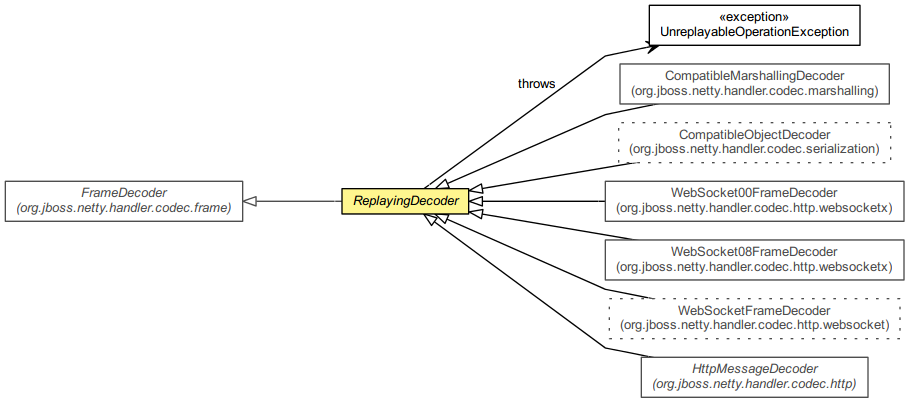 «exception»
UnreplayableOperationException
throws
CompatibleMarshallingDecoder
(org.jboss.netty.handler.codec.marshalling)
CompatibleObjectDecoder
(org.jboss.netty.handler.codec.serialization)
FrameDecoder
(org.jboss.netty.handler.codec.frame)
ReplayingDecoder
WebSocket00FrameDecoder
(org.jboss.netty.handler.codec.http.websocketx)
WebSocket08FrameDecoder
(org.jboss.netty.handler.codec.http.websocketx)
WebSocketFrameDecoder
(org.jboss.netty.handler.codec.http.websocket)
HttpMessageDecoder
(org.jboss.netty.handler.codec.http)